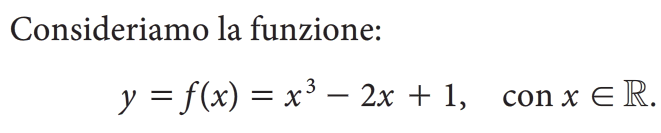 Consideriamo la funzione:
y = f(x) = x³ − 2x + 1, con x ∈ ℝ.